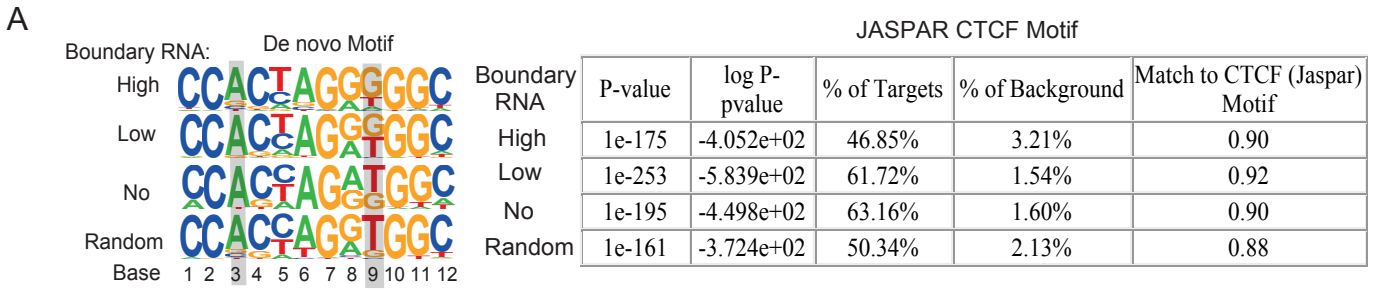 A
JASPAR CTCF Motif
Boundary RNA: De novo Motif
High
Low
No
Random
Base 1 2 3 4 5 6 7 8 9 10 11 12
Boundary RNA P-value log P-pvalue % of Targets % of Background Match to CTCF (Jaspar) Motif
High 1e-175 -4.052e+02 46.85% 3.21% 0.90
Low 1e-253 -5.839e+02 61.72% 1.54% 0.92
No 1e-195 -4.498e+02 63.16% 1.60% 0.90
Random 1e-161 -3.724e+02 50.34% 2.13% 0.88